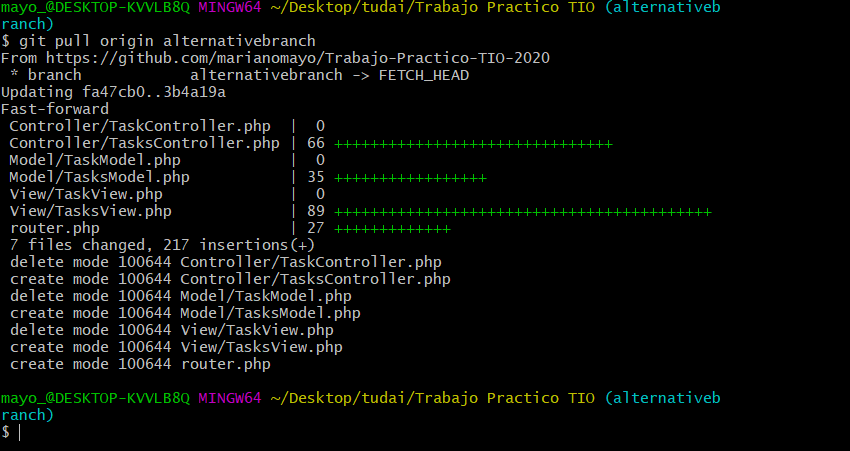 mayo_@DESKTOP-KVVLB8Q MINGW64 ~/Desktop/tudai/Trabajo Practico TIO (alternativeb
ranch)
$ git pull origin alternativebranch
From https://github.com/marianomayo/Trabajo-Practico-TIO-2020
 * branch            alternativebranch -> FETCH_HEAD
Updating fa47cb0..3b4a19a
Fast-forward
 Controller/TaskController.php  |  0
 Controller/TasksController.php | 66 +++++++++++++++++++++++++++++++
 Model/TaskModel.php            |  0
 Model/TasksModel.php           | 35 +++++++++++++++++
 View/TaskView.php              |  0
 View/TasksView.php             | 89 ++++++++++++++++++++++++++++++++++++++++++
 router.php                     | 27 +++++++++++++
 7 files changed, 217 insertions(+)
 delete mode 100644 Controller/TaskController.php
 create mode 100644 Controller/TasksController.php
 delete mode 100644 Model/TaskModel.php
 create mode 100644 Model/TasksModel.php
 delete mode 100644 View/TaskView.php
 create mode 100644 View/TasksView.php
 create mode 100644 router.php
mayo_@DESKTOP-KVVLB8Q MINGW64 ~/Desktop/tudai/Trabajo Practico TIO (alternativeb
ranch)
$